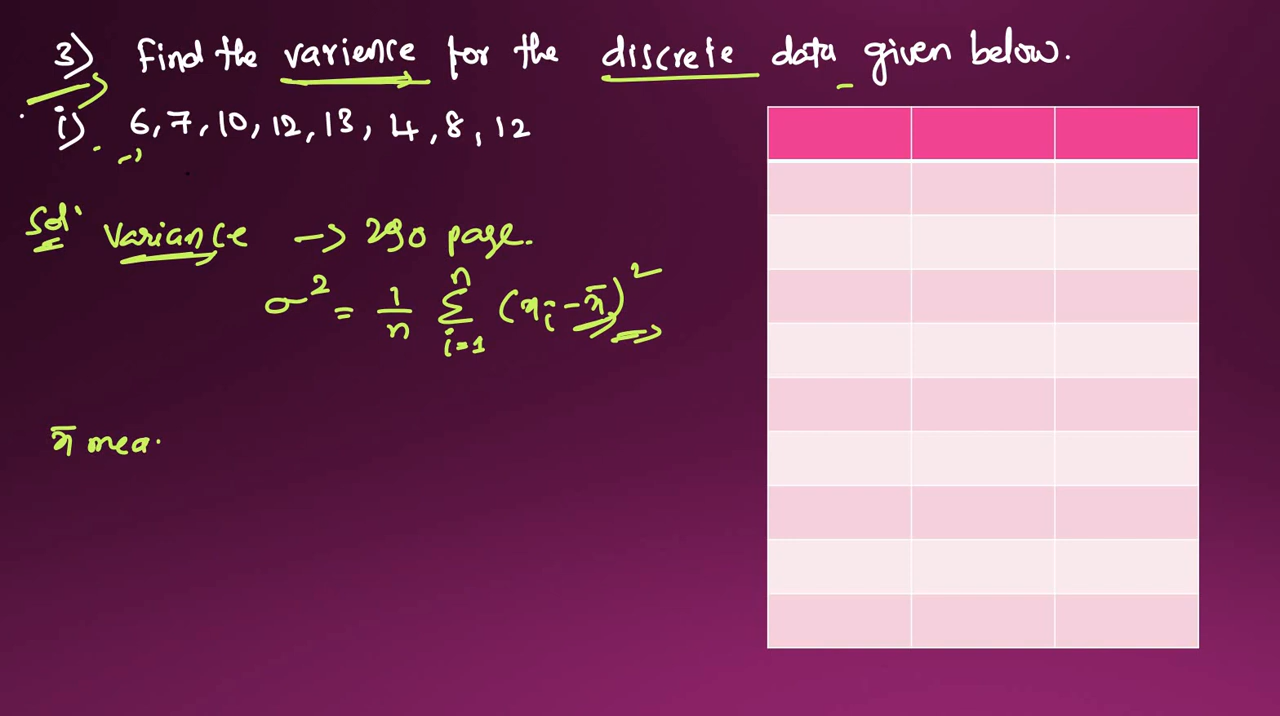 3) Find the varience for the discrete data given below.
i) 6, 7, 10, 12, 13, 4, 8, 12
Sol: Variance → 290 page.
σ² = 1/n Σ i=1 n (xi - x̄)²
x̄ mea